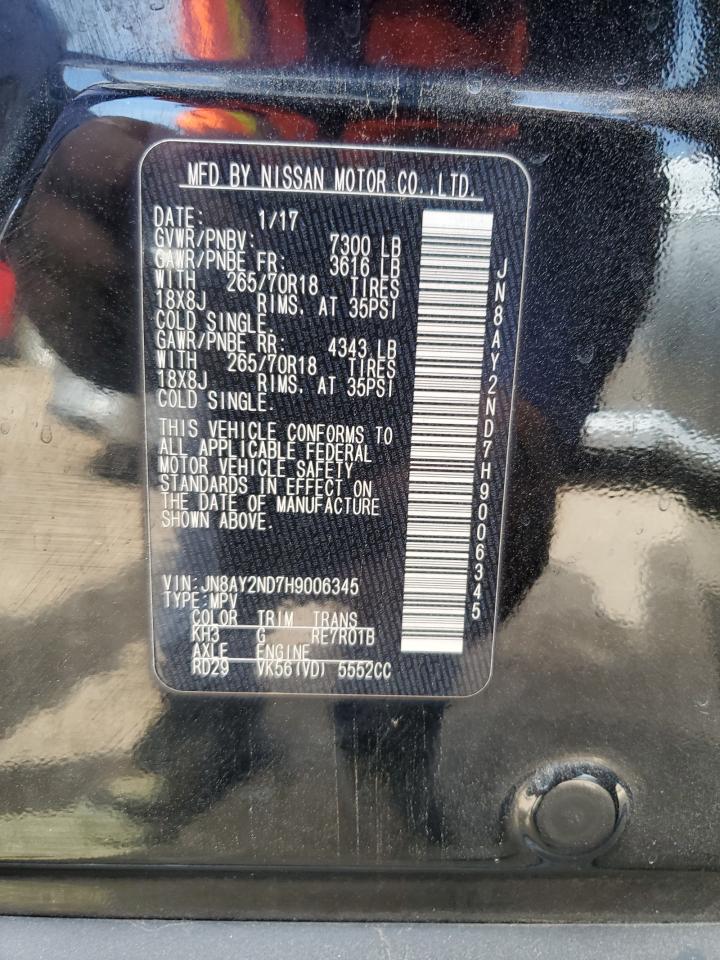 MFD BY NISSAN MOTOR CO.,LTD.
DATE: 1/17
GVWR/PNBV: 7300 LB
GAWR/PNBE FR: 3616 LB
WITH 265/70R18 TIRES
18X8J RIMS, AT 35PSI
COLD SINGLE.
GAWR/PNBE RR: 4343 LB
WITH 265/70R18 TIRES
18X8J RIMS, AT 35PSI
COLD SINGLE.
THIS VEHICLE CONFORMS TO
ALL APPLICABLE FEDERAL
MOTOR VEHICLE SAFETY
STANDARDS IN EFFECT ON
THE DATE OF MANUFACTURE
SHOWN ABOVE.
VIN:JN8AY2ND7H9006345
TYPE:MPV
COLOR TRIM TRANS
KH3 G RE7R01B
AXLE ENGINE
RD29 VK56(VD) 5552CC
JN8AY2ND7H9006345